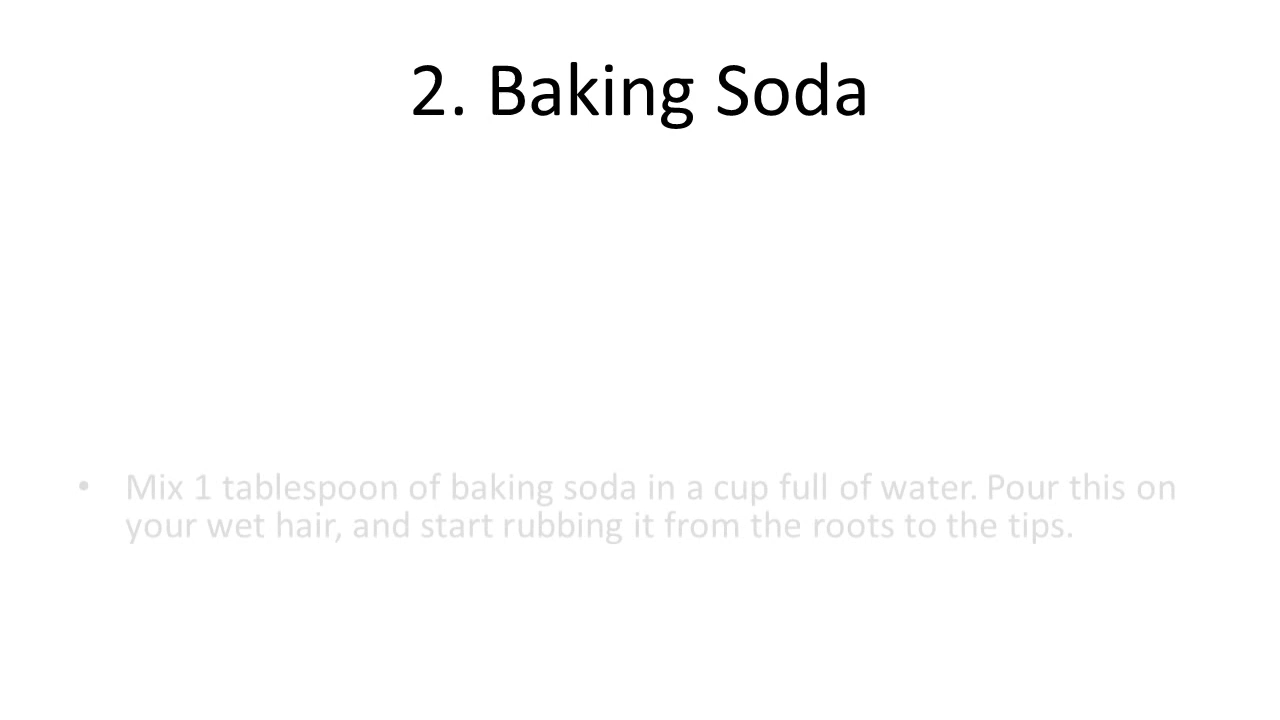 2. Baking Soda
• Mix 1 tablespoon of baking soda in a cup full of water. Pour this on
your wet hair, and start rubbing it from the roots to the tips.